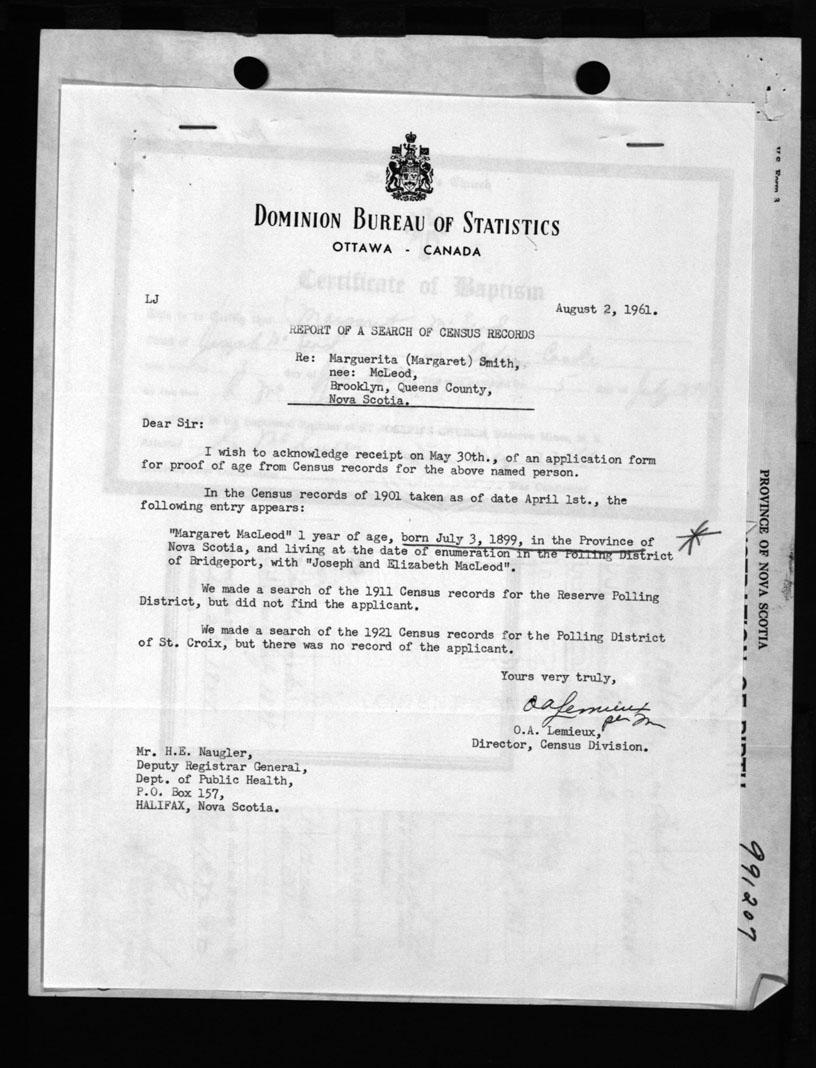 DOMINION BUREAU OF STATISTICS
OTTAWA - CANADA
LJ
August 2, 1961.
REPORT OF A SEARCH OF CENSUS RECORDS
Re: Marguerita (Margaret) Smith,
nee: McLeod,
Brooklyn, Queens County,
Nova Scotia.
Dear Sir:
I wish to acknowledge receipt on May 30th., of an application form
for proof of age from Census records for the above named person.
In the Census records of 1901 taken as of date April 1st., the
following entry appears:
"Margaret MacLeod" 1 year of age, born July 3, 1899, in the Province of
Nova Scotia, and living at the date of enumeration in the Polling District
of Bridgeport, with "Joseph and Elizabeth MacLeod".
We made a search of the 1911 Census records for the Reserve Polling
District, but did not find the applicant.
We made a search of the 1921 Census records for the Polling District
of St. Croix, but there was no record of the applicant.
Yours very truly,
OALemieux
per
O.A. Lemieux,
Director, Census Division.
Mr. H.E. Naugler,
Deputy Registrar General,
Dept. of Public Health,
P.O. Box 157,
HALIFAX, Nova Scotia.
PROVINCE OF NOVA SCOTIA
OF BIRTH
991207
Certificate of Baptism